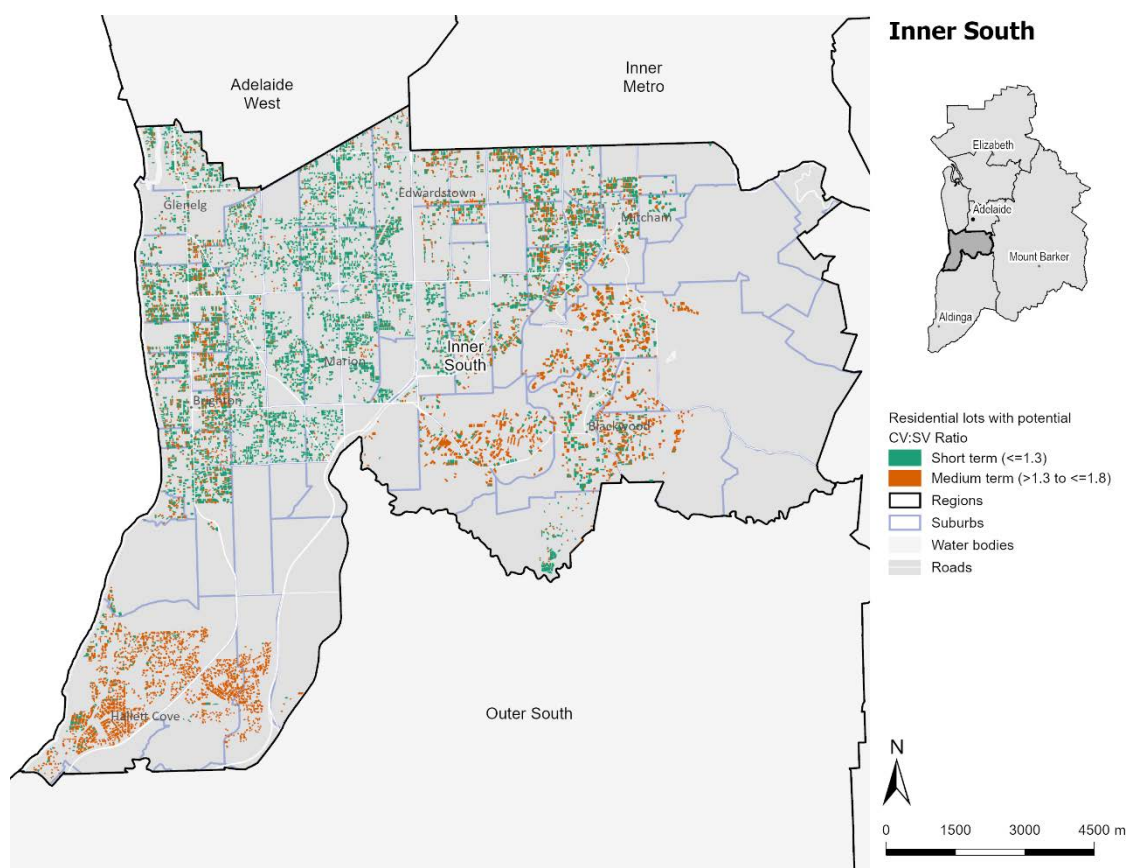 Inner South
Adelaide
West
Inner
Metro
Glenelg
Edwardstown
Mitcham
Inner
South
Marion
Brighton
Blackwood
Hallett Cove
Outer South
Elizabeth
Adelaide
Mount Barker
Aldinga
Residential lots with potential
CV:SV Ratio
Short term (<=1.3)
Medium term (>1.3 to <=1.8)
Regions
Suburbs
Water bodies
Roads
N
0 1500 3000 4500 m